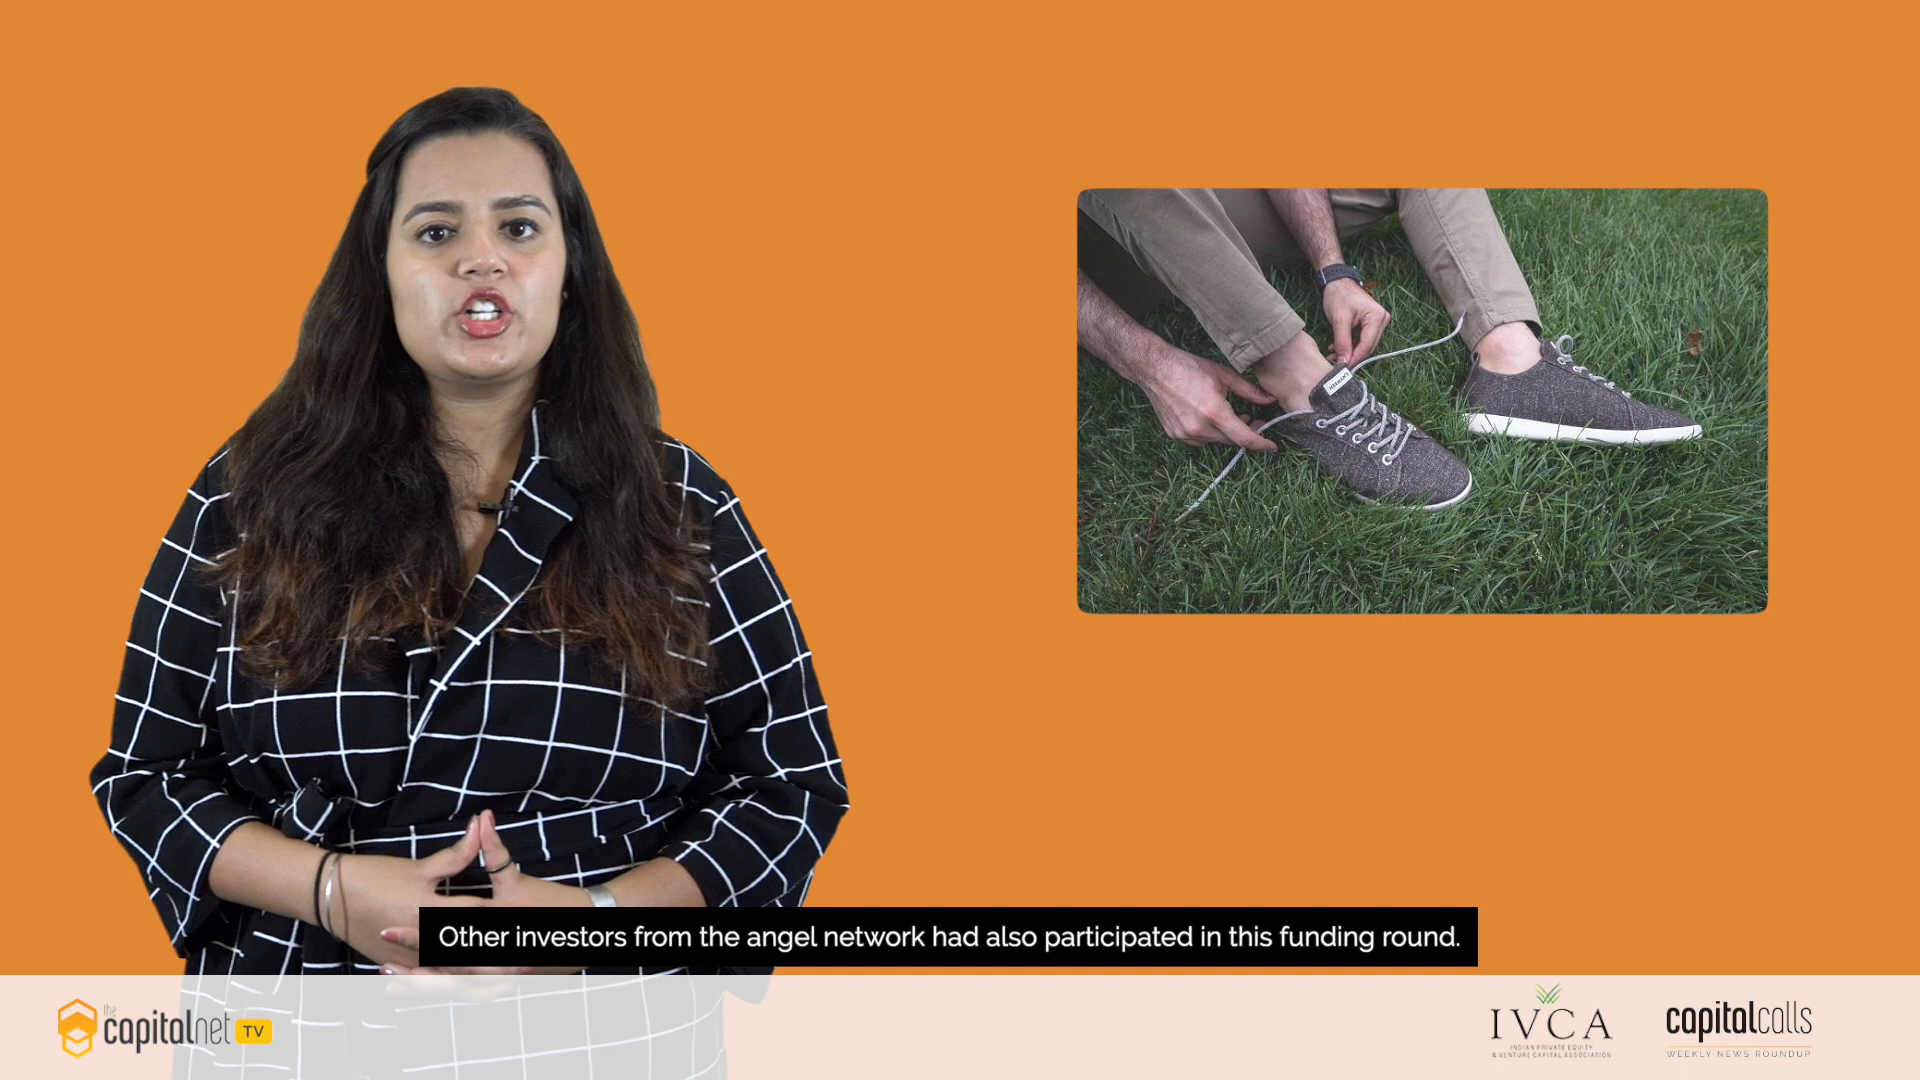 Other investors from the angel network had also participated in this funding round.
the
capitalnet TV
IVCA
INDIAN PRIVATE EQUITY
& VENTURE CAPITAL ASSOCIATION
capitalcalls
WEEKLY NEWS ROUNDUP